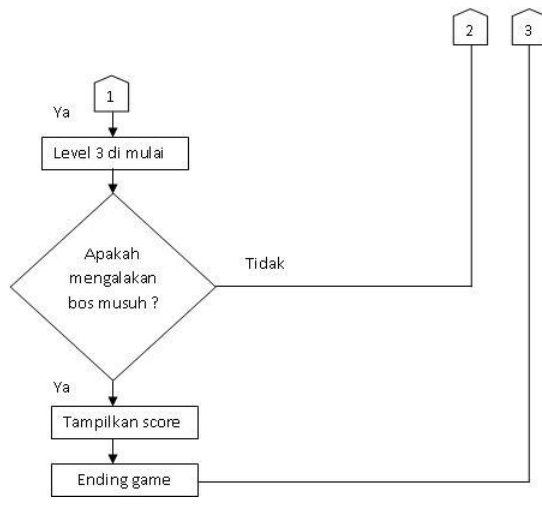 2
3
1
Ya
Level 3 di mulai
Apakah
mengalakan
bos musuh ?
Tidak
Ya
Tampilkan score
Ending game